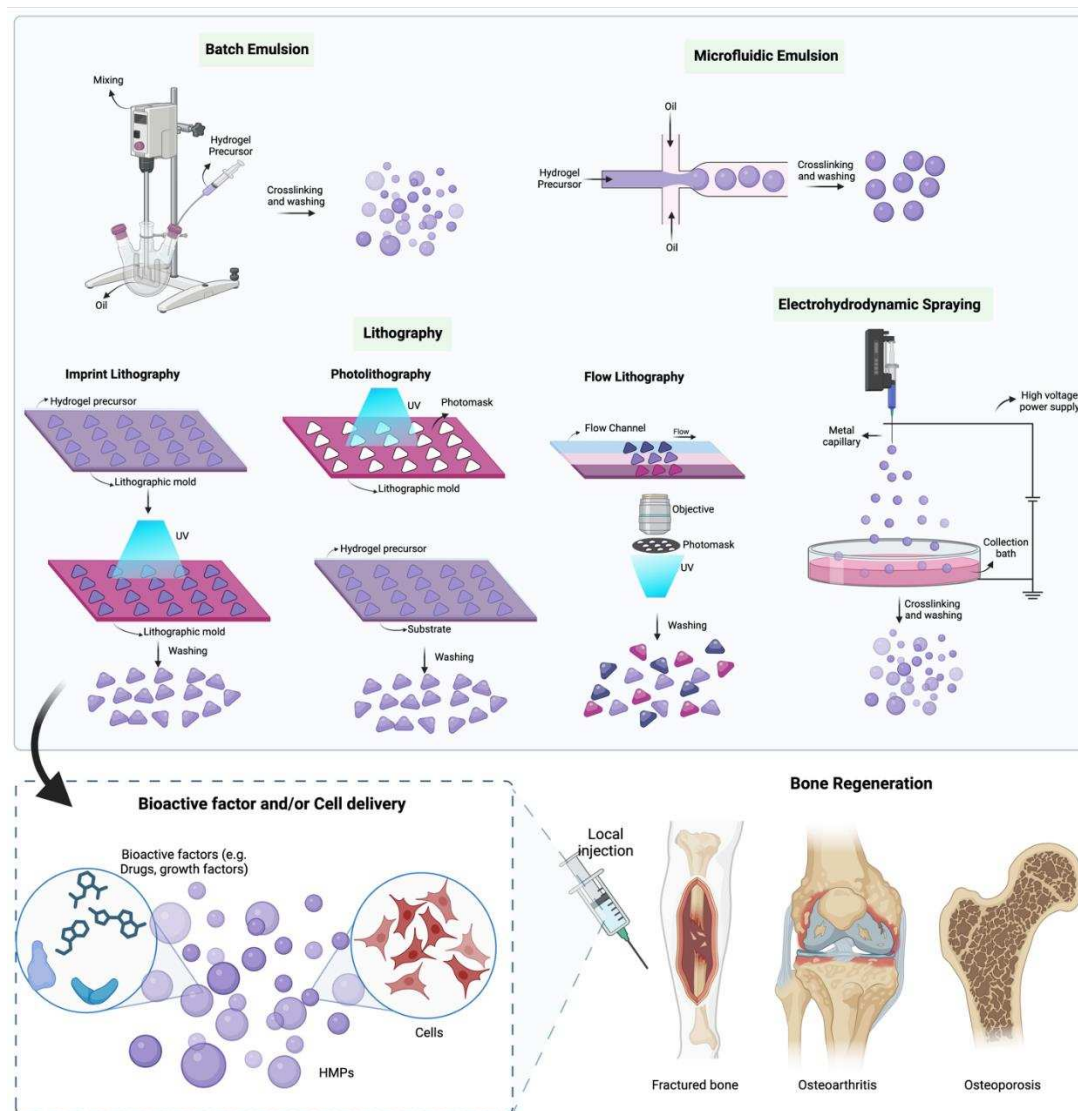 Batch Emulsion
Mixing
Hydrogel
Precursor
Crosslinking
and washing
Oil
Microfluidic Emulsion
Oil
Hydrogel
Precursor
Crosslinking
and washing
Oil
Lithography
Imprint Lithography
Hydrogel precursor
Lithographic mold
UV
Lithographic mold
Washing
Photolithography
UV
Photomask
Lithographic mold
Hydrogel precursor
Substrate
Washing
Flow Lithography
Flow Channel
Flow
Objective
Photomask
UV
Washing
Electrohydrodynamic Spraying
High voltage
power supply
Metal
capillary
Collection
bath
Crosslinking
and washing
Bioactive factor and/or Cell delivery
Bioactive factors (e.g.
Drugs, growth factors)
Cells
HMPs
Local
injection
Bone Regeneration
Fractured bone
Osteoarthritis
Osteoporosis